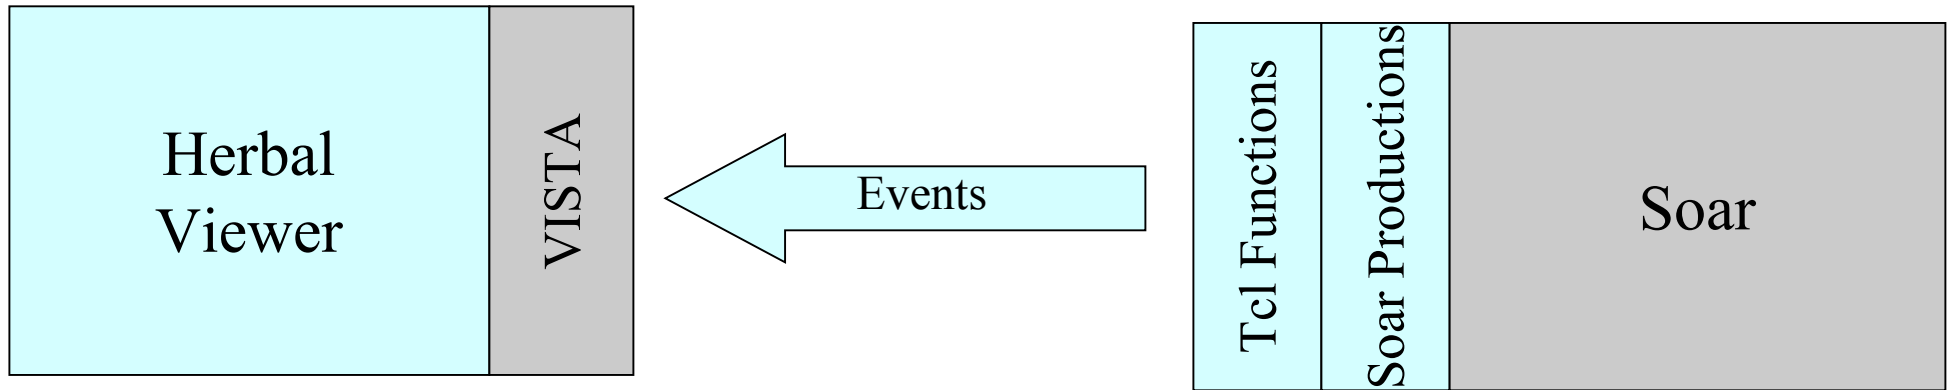 Herbal
Viewer
VISTA
Events
Tcl Functions
Soar Productions
Soar